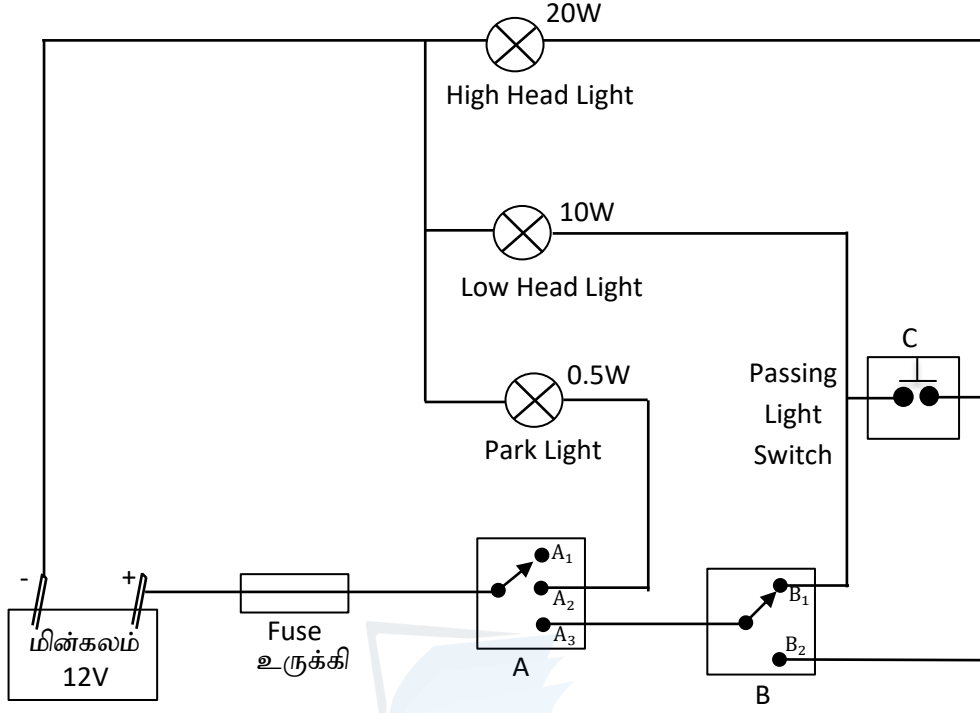 20W
High Head Light
10W
Low Head Light
C
0.5W
Passing
Light
Switch
Park Light
- +
A₁
A₂
A₃
B₁
B₂
Fuse
உருக்கி
மின்கலம்
12V
A
B